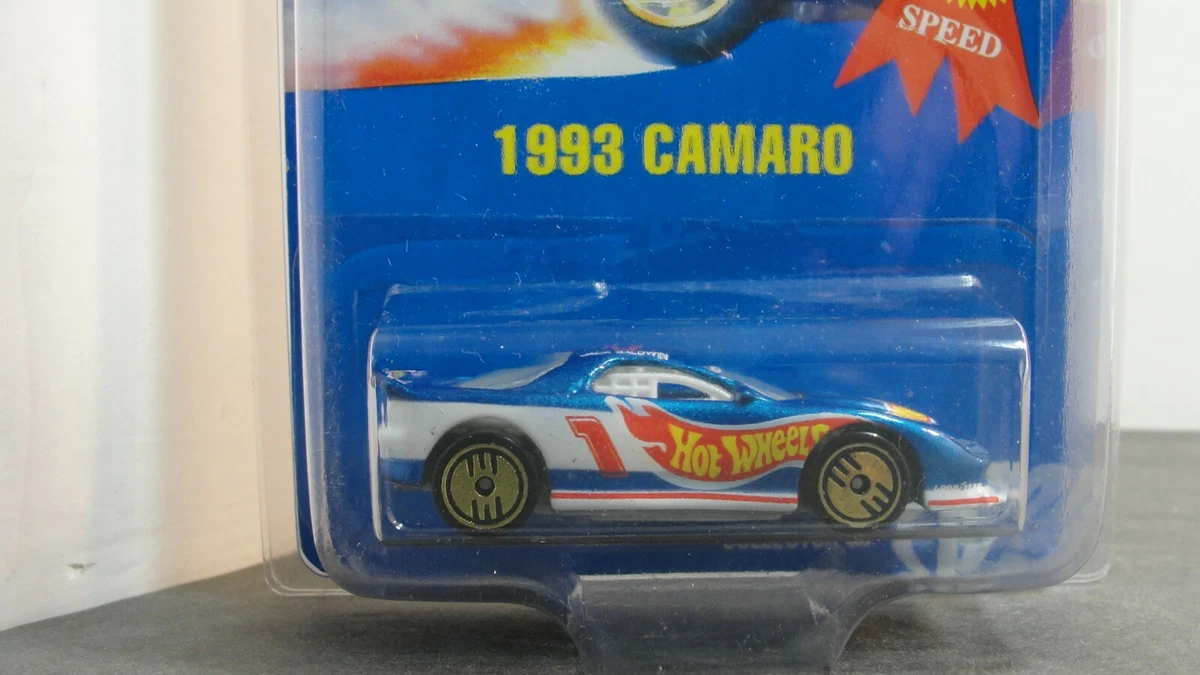 SPEED
1993 CAMARO
1
HOT WHEELS